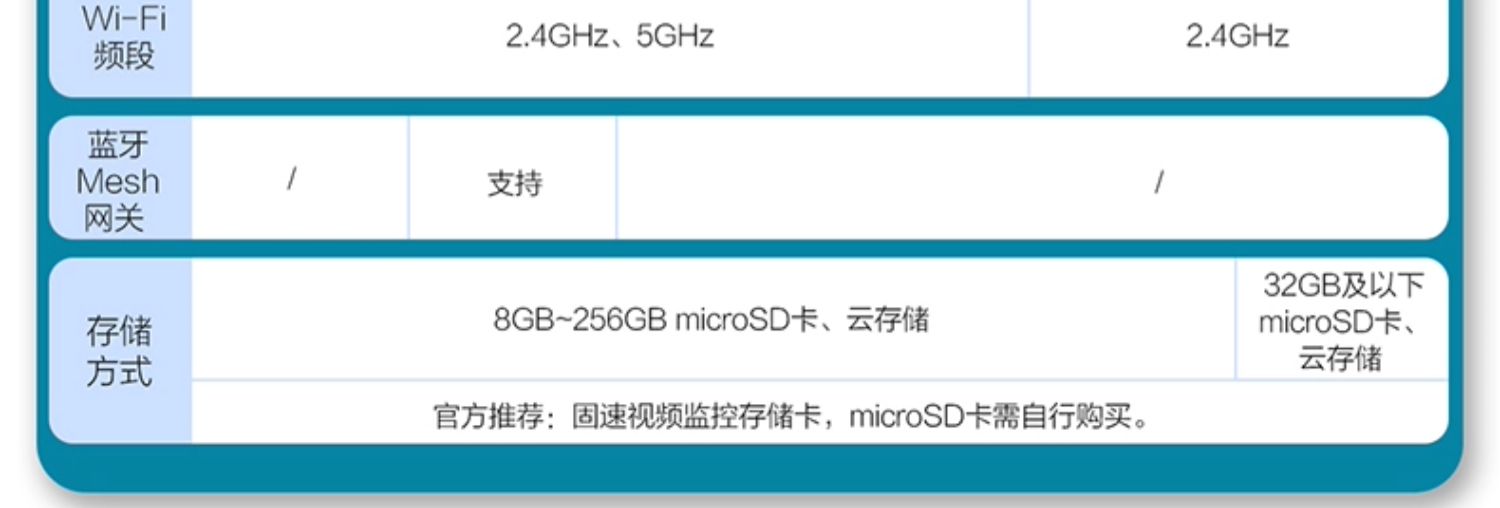 Wi-Fi
频段
2.4GHz、5GHz
2.4GHz
蓝牙
Mesh
网关
/
支持
/
存储
方式
8GB~256GB microSD卡、云存储
32GB及以下
microSD卡、
云存储
官方推荐：固速视频监控存储卡，microSD卡需自行购买。